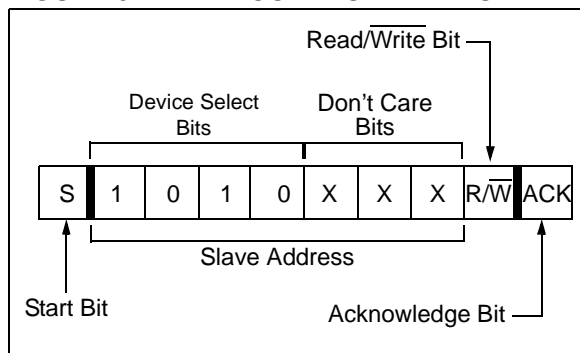 Read/Write Bit
Device Select
Bits
Don't Care
Bits
S 1 0 1 0 X X X R/W ACK
Slave Address
Start Bit
Acknowledge Bit